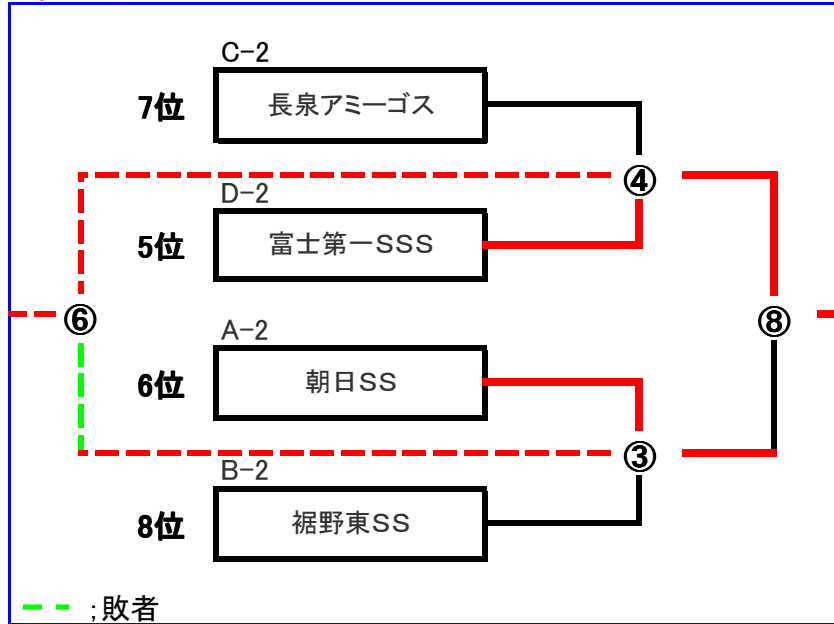 C-2
7位 長泉アミーゴス
④
D-2
5位 富士第一SSS
⑥
⑧
A-2
6位 朝日SS
③
B-2
8位 裾野東SS
;敗者